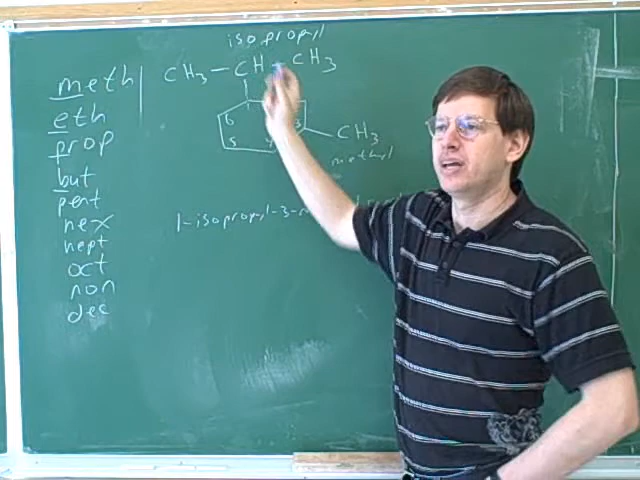 isopropyl
CH3 - CH - CH3
6
3
5
4
CH3
methyl
1-isopropyl-3-
meth
eth
prop
but
pent
hex
hept
oct
non
dec